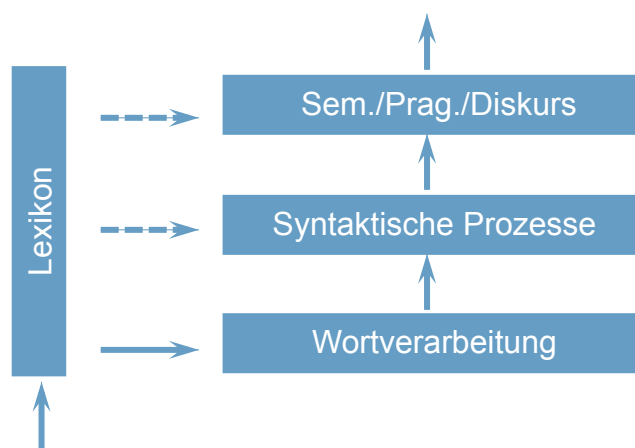 Sem./Prag./Diskurs
Lexikon
Syntaktische Prozesse
Wortverarbeitung